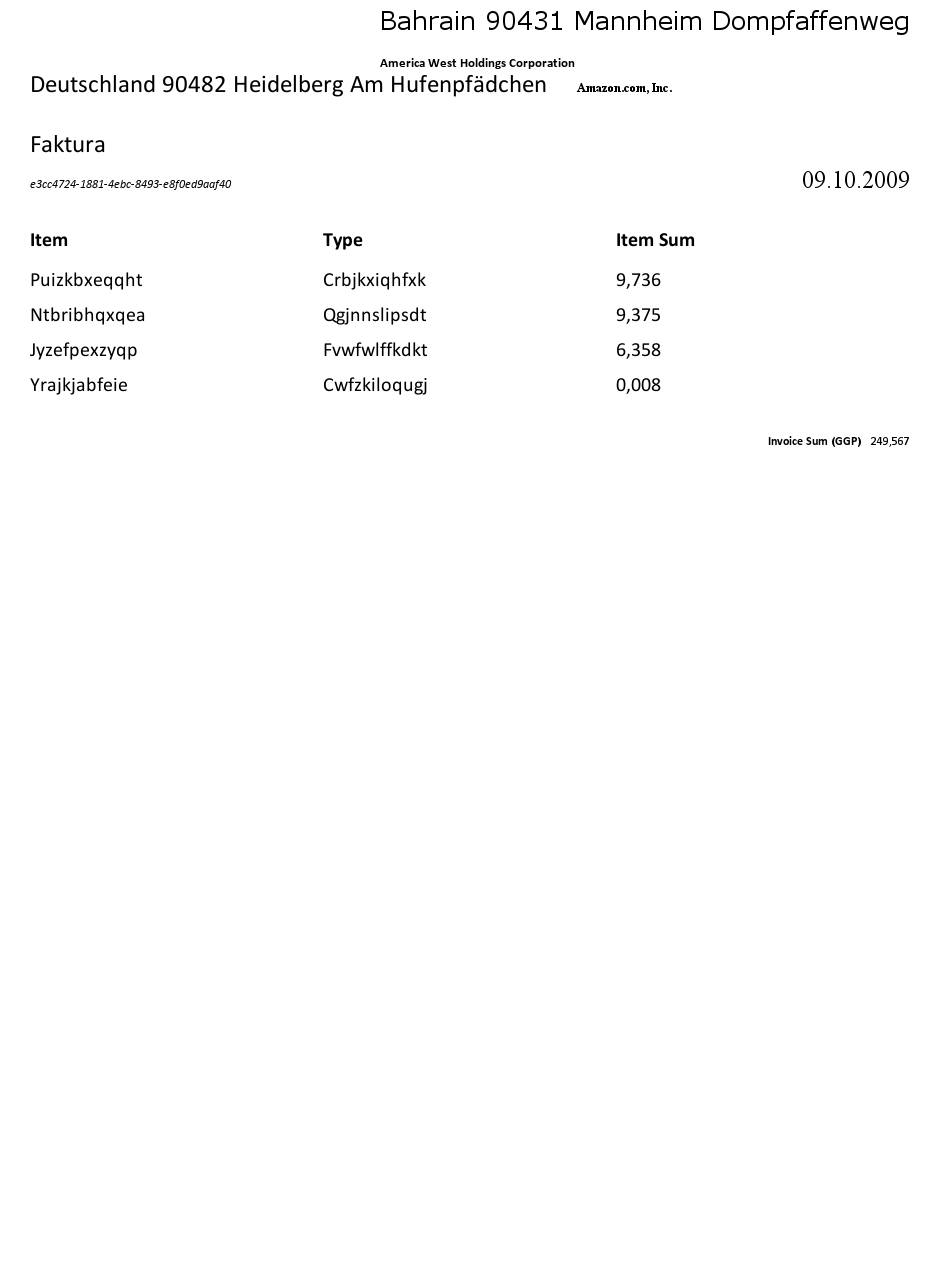 Bahrain 90431 Mannheim Dompfaffenweg
America West Holdings Corporation
Deutschland 90482 Heidelberg Am Hufenpfädchen Amazon.com, Inc.
Faktura
e3cc4724-1881-4ebc-8493-e8f0ed9aaf40 09.10.2009
Item Type Item Sum
Puizkbxeqqht Crbjkxiqhfxk 9,736
Ntbribhqxqea Qgjnnslipsdt 9,375
Jyzefpexzyqp Fvwfwlffkdkt 6,358
Yrajkjabfeie Cwfzkiloqugj 0,008
Invoice Sum (GGP) 249,567